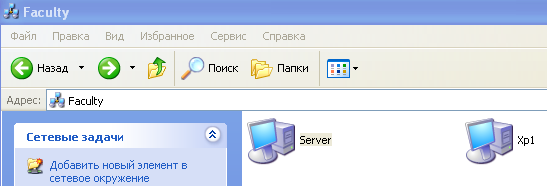 Faculty
Файл Правка Вид Избранное Сервис Справка
Назад Поиск Папки
Адрес: Faculty
Сетевые задачи
Добавить новый элемент в
сетевое окружение
Server
Xp1